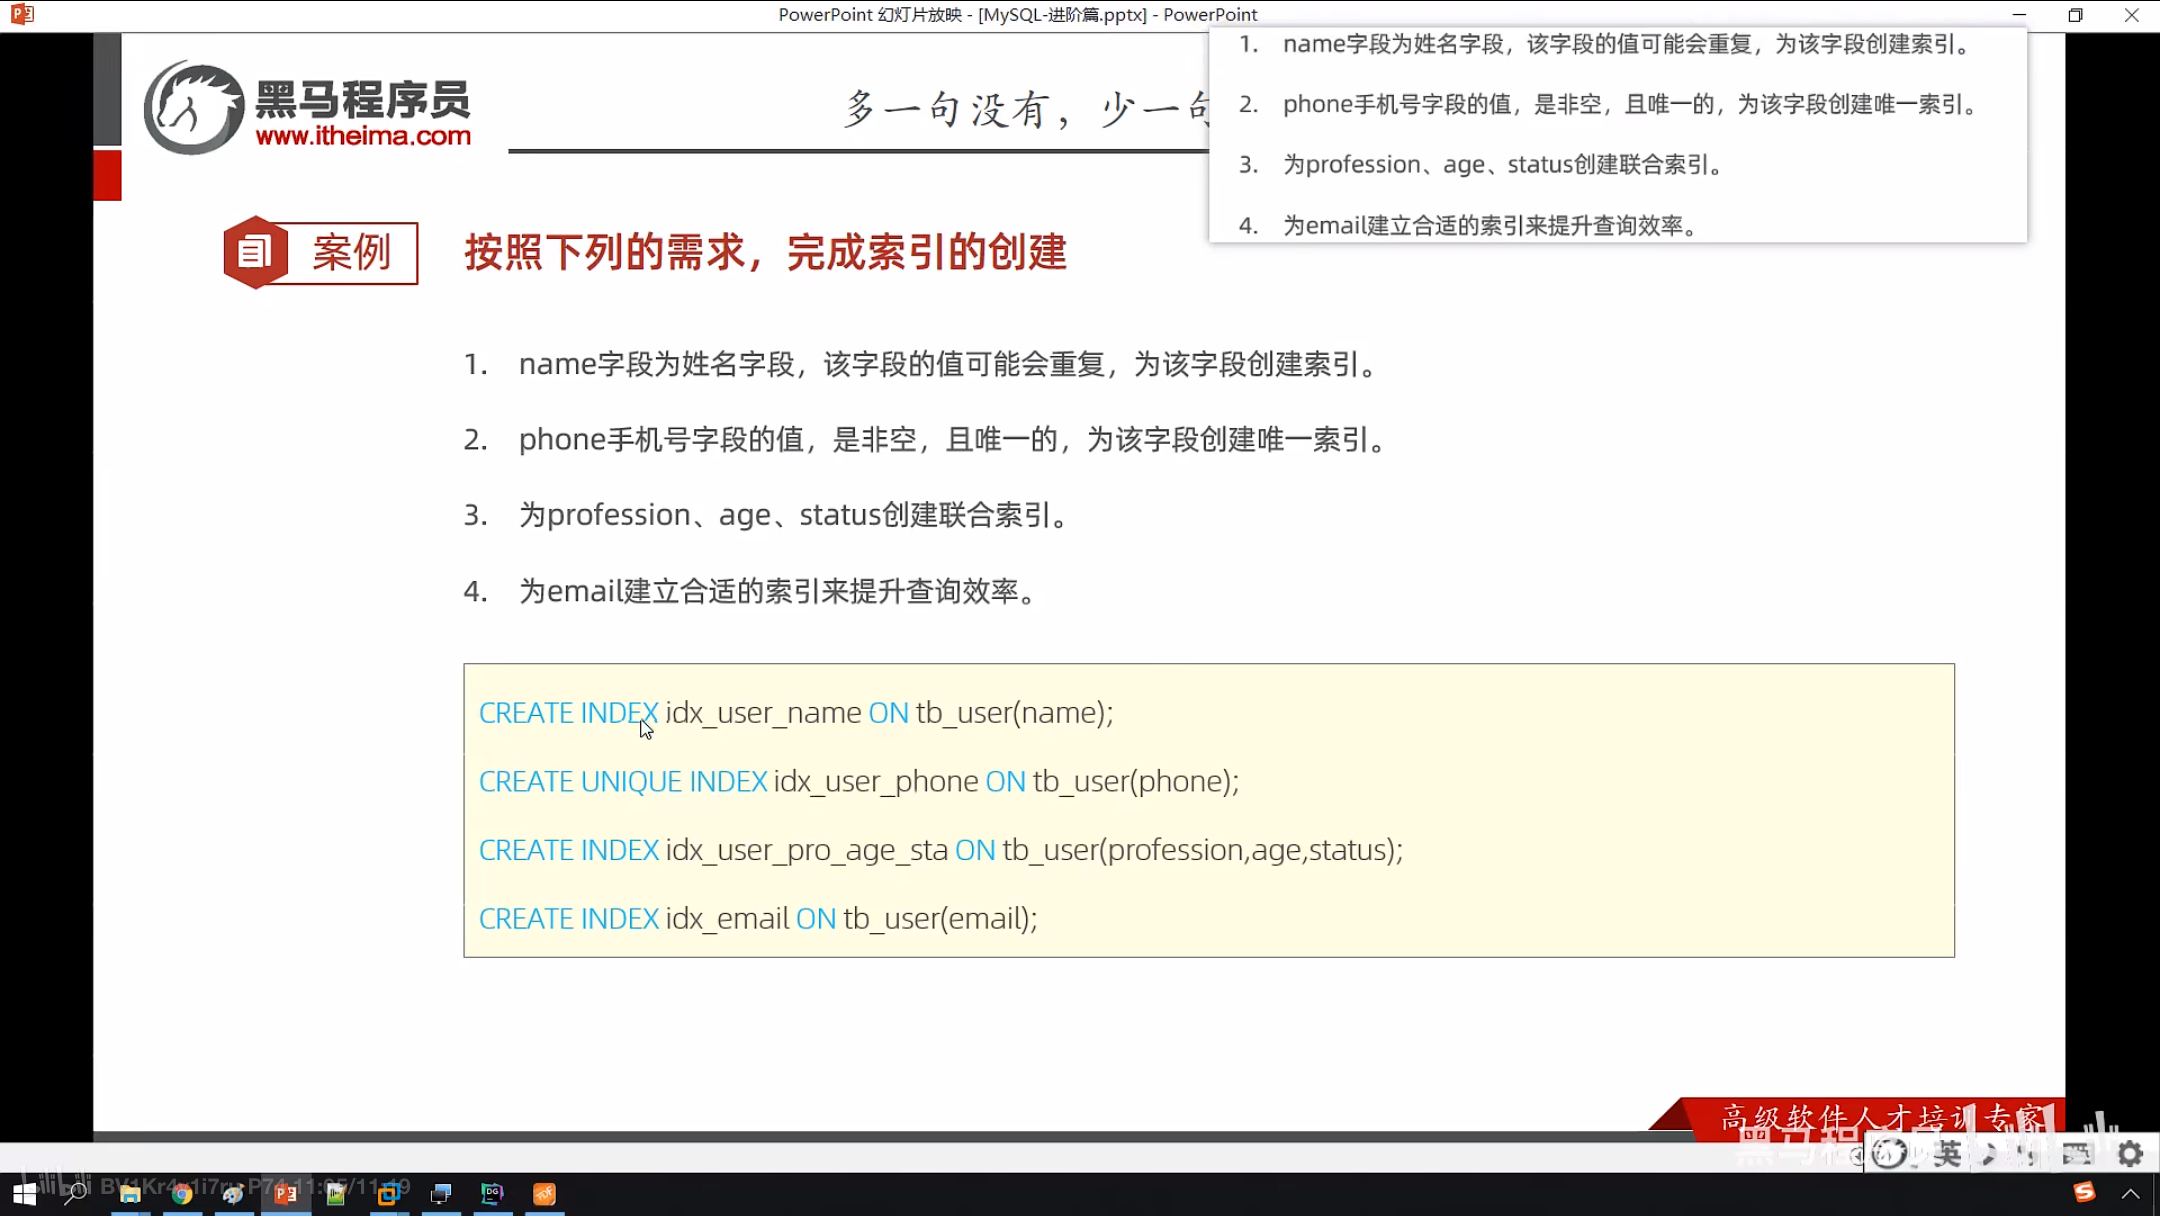 PowerPoint 幻灯片放映 - [MySQL-进阶篇.pptx] - PowerPoint
黑马程序员
www.itheima.com
多一句没有，少一句
1. name字段为姓名字段，该字段的值可能会重复，为该字段创建索引。
2. phone手机号字段的值，是非空，且唯一的，为该字段创建唯一索引。
3. 为profession、age、status创建联合索引。
4. 为email建立合适的索引来提升查询效率。
案例
按照下列的需求，完成索引的创建
1. name字段为姓名字段，该字段的值可能会重复，为该字段创建索引。
2. phone手机号字段的值，是非空，且唯一的，为该字段创建唯一索引。
3. 为profession、age、status创建联合索引。
4. 为email建立合适的索引来提升查询效率。
CREATE INDEX idx_user_name ON tb_user(name);
CREATE UNIQUE INDEX idx_user_phone ON tb_user(phone);
CREATE INDEX idx_user_pro_age_sta ON tb_user(profession,age,status);
CREATE INDEX idx_email ON tb_user(email);
高级软件人才培训专家
英